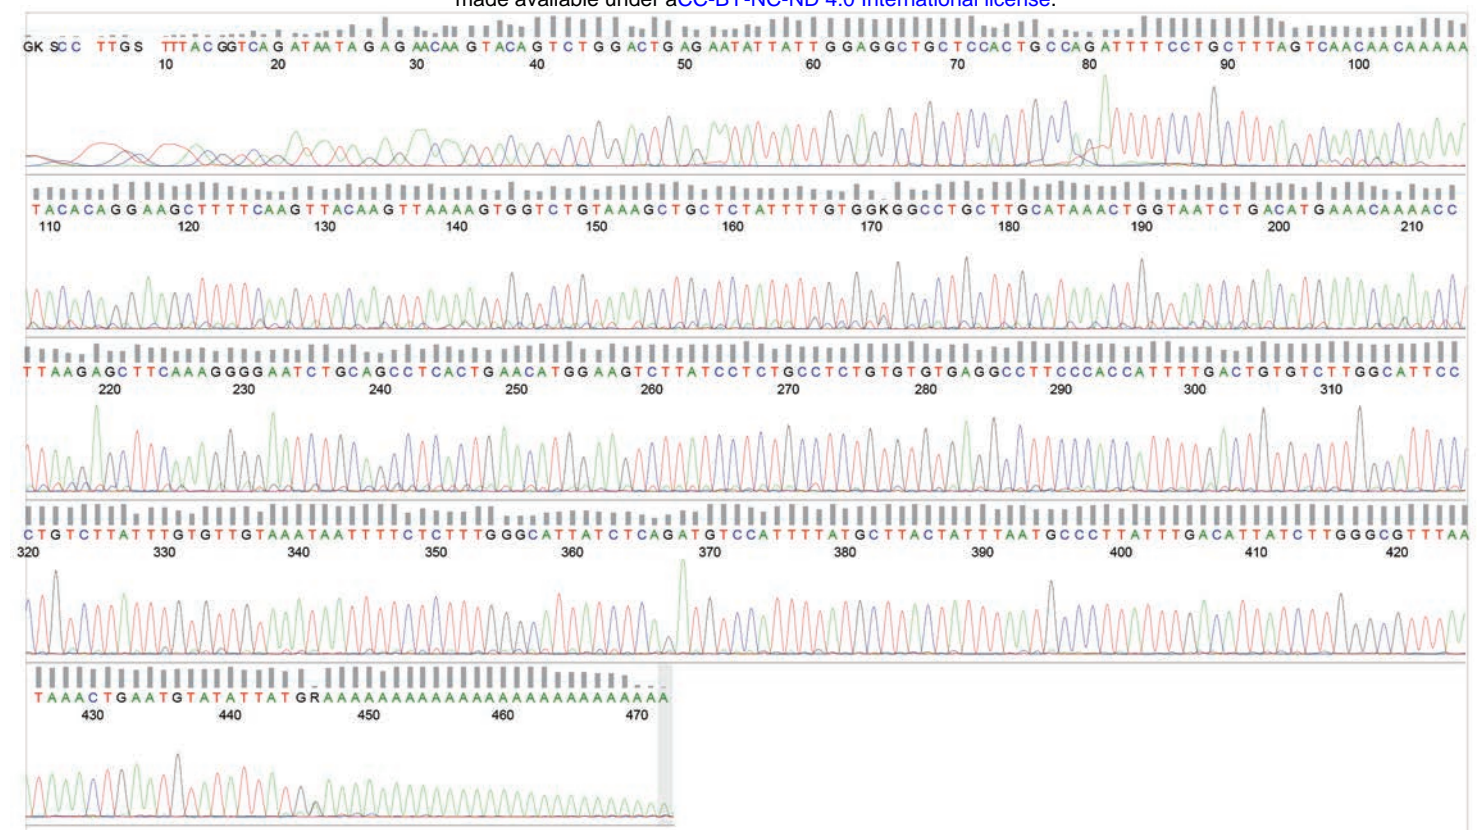 made available under aCC-BY-NC-ND 4.0 International license.
GK SCC TTGS TTTACGGTCAGATAATAGAGAACAAGTACAGTCTGGACTGAGAATATTATTGGAGGCTGCTCCACTGCCAGATTTTCCTGCTTTAGTCAACAACAAAAA
10 20 30 40 50 60 70 80 90 100
TACACAGGAAGCTTTTCAAGTTACAAGTTAAAAGTGGTCTGTAAAGCTGCTCTATTTTGTGGKGGCCTGCTTGCATAAACTGGTAATCTGACATGAAACAAAACC
110 120 130 140 150 160 170 180 190 200 210
TTAAGAGCTTCAAAGGGGAATCTGCAGCCTCACTGAACATGGAAGTCTTATCCTCTGCCTCTGTGTGTGAGGCCTTCCCACCATTTTGACTGTGTCTTGGCATTCC
220 230 240 250 260 270 280 290 300 310
CTGTCTTATTTGTGTTGTAAATAATTTTCTCTTTGGGCATTATCTCAGATGTCCATTTTATGCTTACTATTTAATGCCCTTATTTGACATTATCTTGGGCGTTTAA
320 330 340 350 360 370 380 390 400 410 420
TAAACTGAATGTATATTATGRAAAAAAAAAAAAAAAAAAAAAAAAAA
430 440 450 460 470